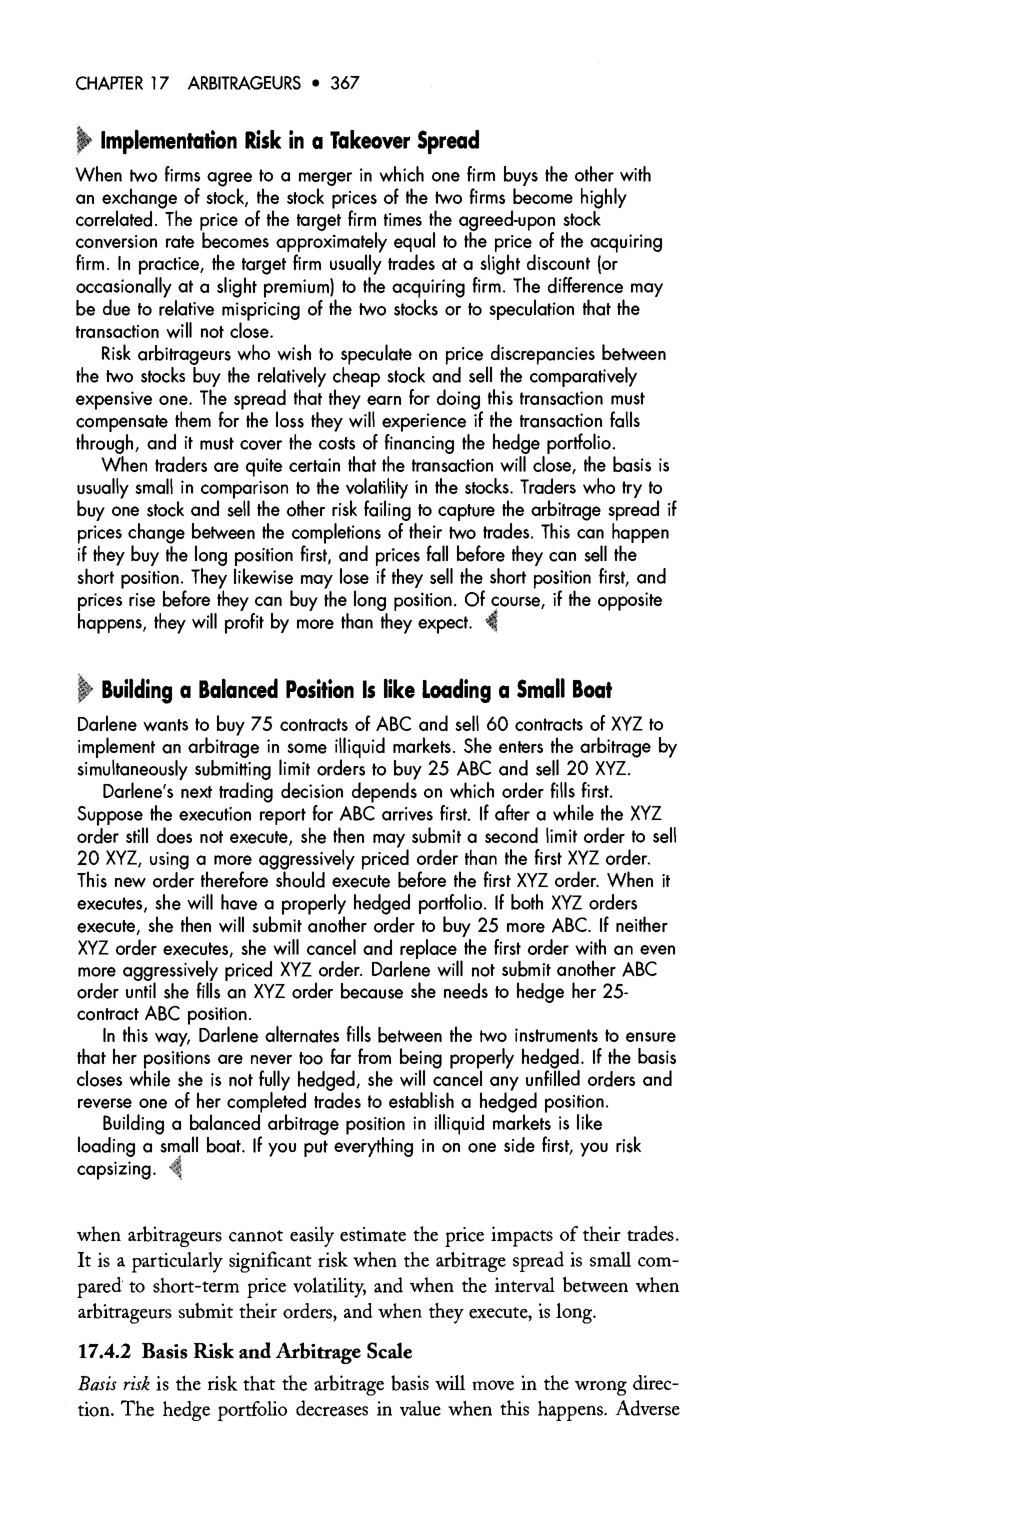 CHAPTER 17 ARBITRAGEURS • 367
Implementation Risk in a Takeover Spread
When two firms agree to a merger in which one firm buys the other with
an exchange of stock, the stock prices of the two firms become highly
correlated. The price of the target firm times the agreed-upon stock
conversion rate becomes approximately equal to the price of the acquiring
firm. In practice, the target firm usually trades at a slight discount (or
occasionally at a slight premium) to the acquiring firm. The difference may
be due to relative mispricing of the two stocks or to speculation that the
transaction will not close.
Risk arbitrageurs who wish to speculate on price discrepancies between
the two stocks buy the relatively cheap stock and sell the comparatively
expensive one. The spread that they earn for doing this transaction must
compensate them for the loss they will experience if the transaction falls
through, and it must cover the costs of financing the hedge portfolio.
When traders are quite certain that the transaction will close, the basis is
usually small in comparison to the volatility in the stocks. Traders who try to
buy one stock and sell the other risk failing to capture the arbitrage spread if
prices change between the completions of their two trades. This can happen
if they buy the long position first, and prices fall before they can sell the
short position. They likewise may lose if they sell the short position first, and
prices rise before they can buy the long position. Of course, if the opposite
happens, they will profit by more than they expect.
Building a Balanced Position Is like Loading a Small Boat
Darlene wants to buy 75 contracts of ABC and sell 60 contracts of XYZ to
implement an arbitrage in some illiquid markets. She enters the arbitrage by
simultaneously submitting limit orders to buy 25 ABC and sell 20 XYZ.
Darlene's next trading decision depends on which order fills first.
Suppose the execution report for ABC arrives first. If after a while the XYZ
order still does not execute, she then may submit a second limit order to sell
20 XYZ, using a more aggressively priced order than the first XYZ order.
This new order therefore should execute before the first XYZ order. When it
executes, she will have a properly hedged portfolio. If both XYZ orders
execute, she then will submit another order to buy 25 more ABC. If neither
XYZ order executes, she will cancel and replace the first order with an even
more aggressively priced XYZ order. Darlene will not submit another ABC
order until she fills an XYZ order because she needs to hedge her 25-
contract ABC position.
In this way, Darlene alternates fills between the two instruments to ensure
that her positions are never too far from being properly hedged. If the basis
closes while she is not fully hedged, she will cancel any unfilled orders and
reverse one of her completed trades to establish a hedged position.
Building a balanced arbitrage position in illiquid markets is like
loading a small boat. If you put everything in on one side first, you risk
capsizing.
when arbitrageurs cannot easily estimate the price impacts of their trades.
It is a particularly significant risk when the arbitrage spread is small com-
pared to short-term price volatility, and when the interval between when
arbitrageurs submit their orders, and when they execute, is long.
17.4.2 Basis Risk and Arbitrage Scale
Basis risk is the risk that the arbitrage basis will move in the wrong direc-
tion. The hedge portfolio decreases in value when this happens. Adverse